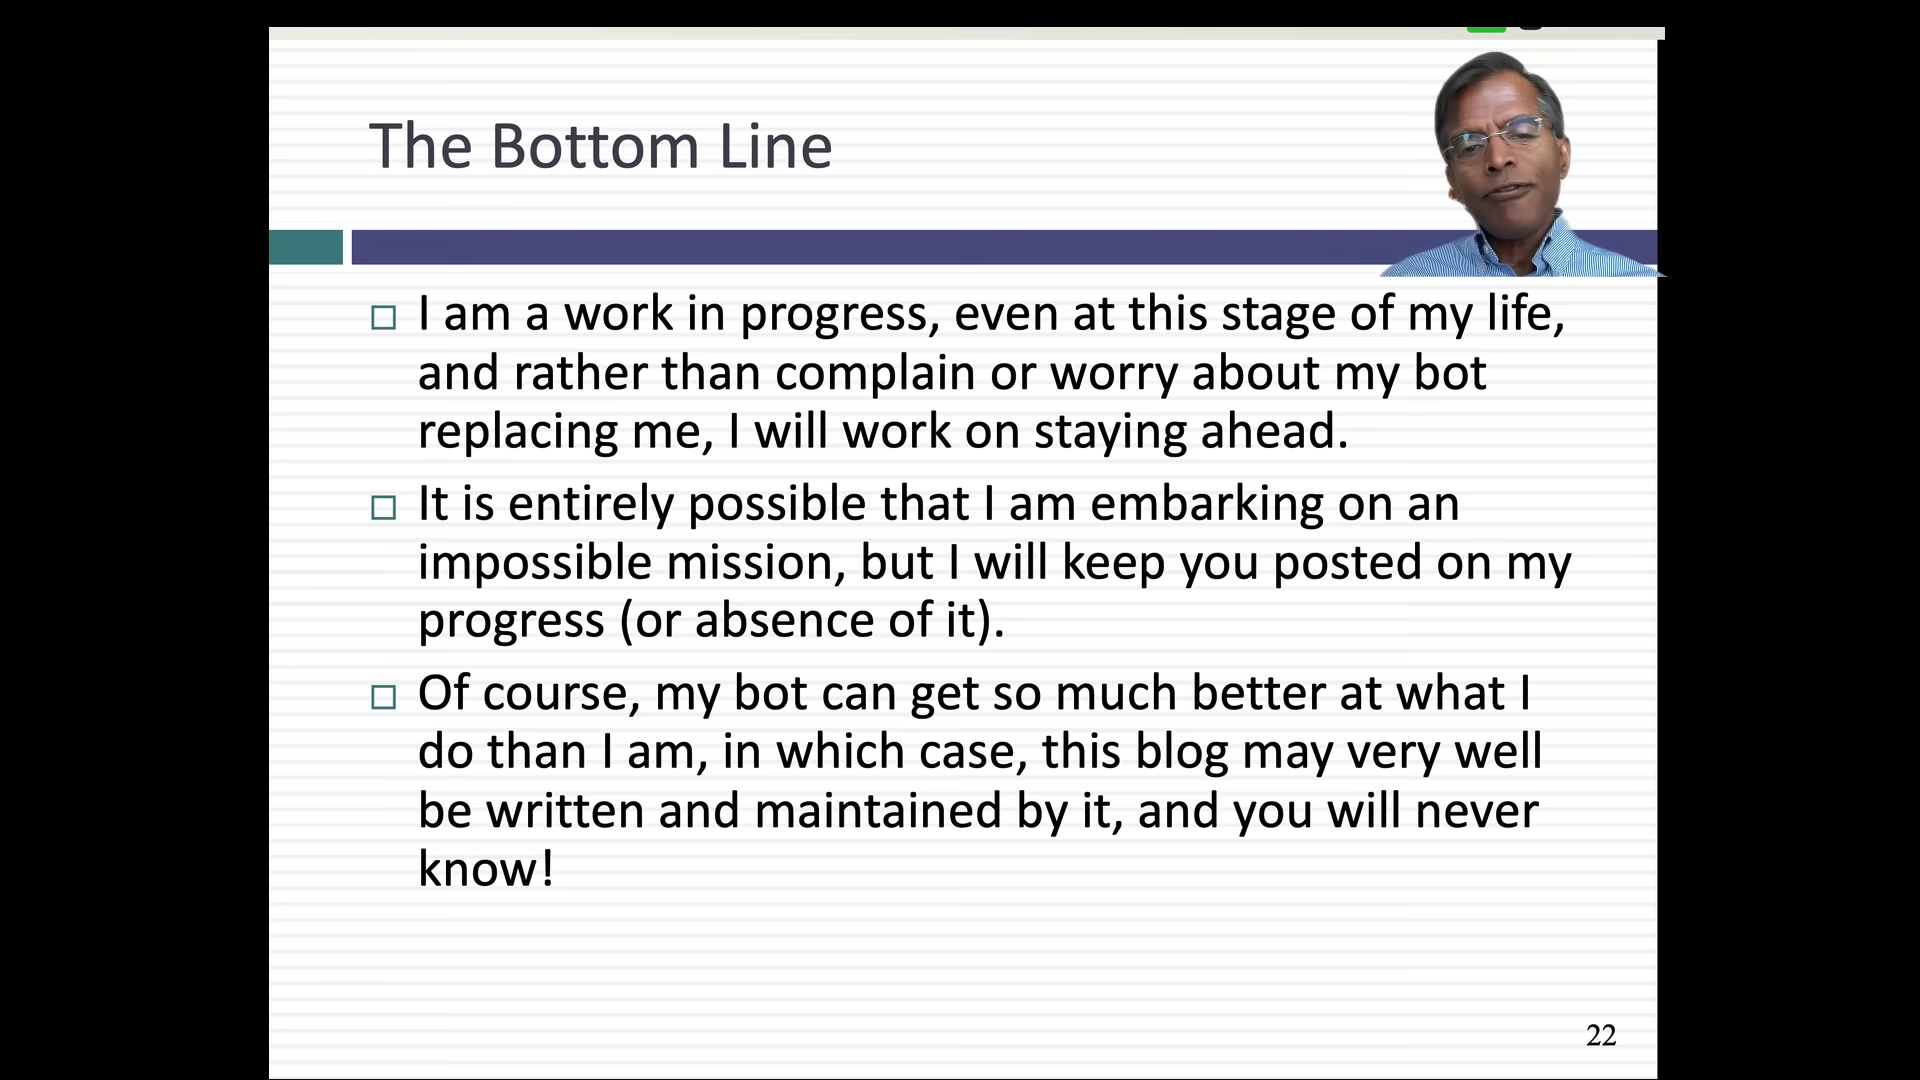 The Bottom Line
I am a work in progress, even at this stage of my life,
and rather than complain or worry about my bot
replacing me, I will work on staying ahead.
It is entirely possible that I am embarking on an
impossible mission, but I will keep you posted on my
progress (or absence of it).
Of course, my bot can get so much better at what I
do than I am, in which case, this blog may very well
be written and maintained by it, and you will never
know!
22